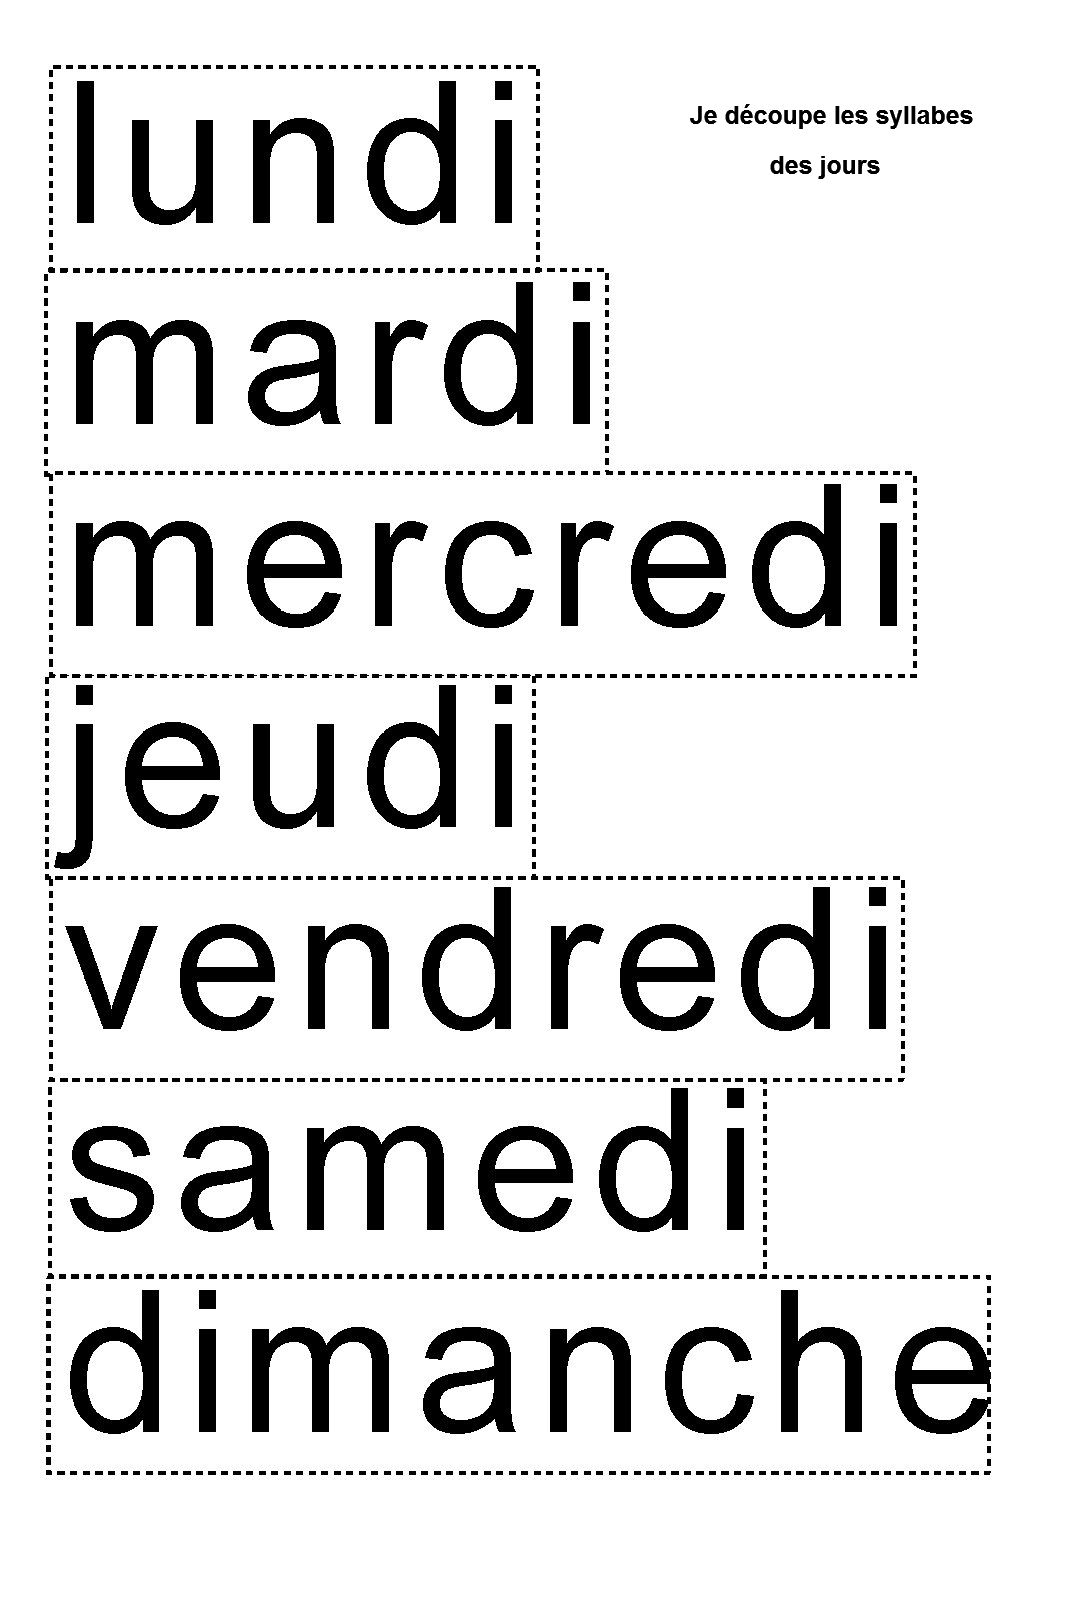 lundi
Je découpe les syllabes
des jours
mardi
mercredi
jeudi
vendredi
samedi
dimanche